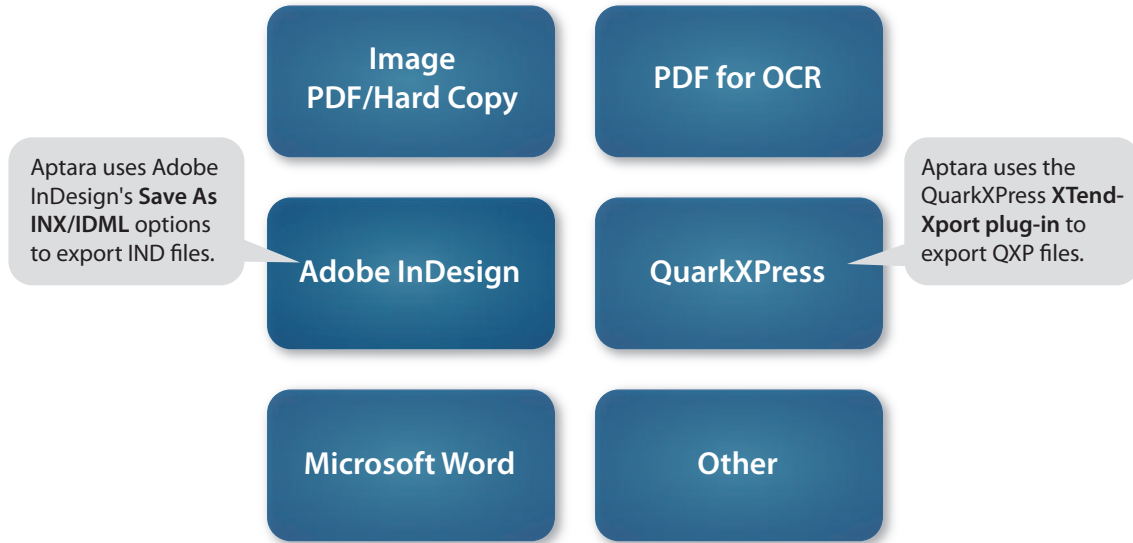 Image
PDF/Hard Copy
PDF for OCR
Aptara uses Adobe
InDesign's Save As
INX/IDML options
to export IND files.
Adobe InDesign
QuarkXPress
Aptara uses the
QuarkXPress XTend-
Xport plug-in to
export QXP files.
Microsoft Word
Other